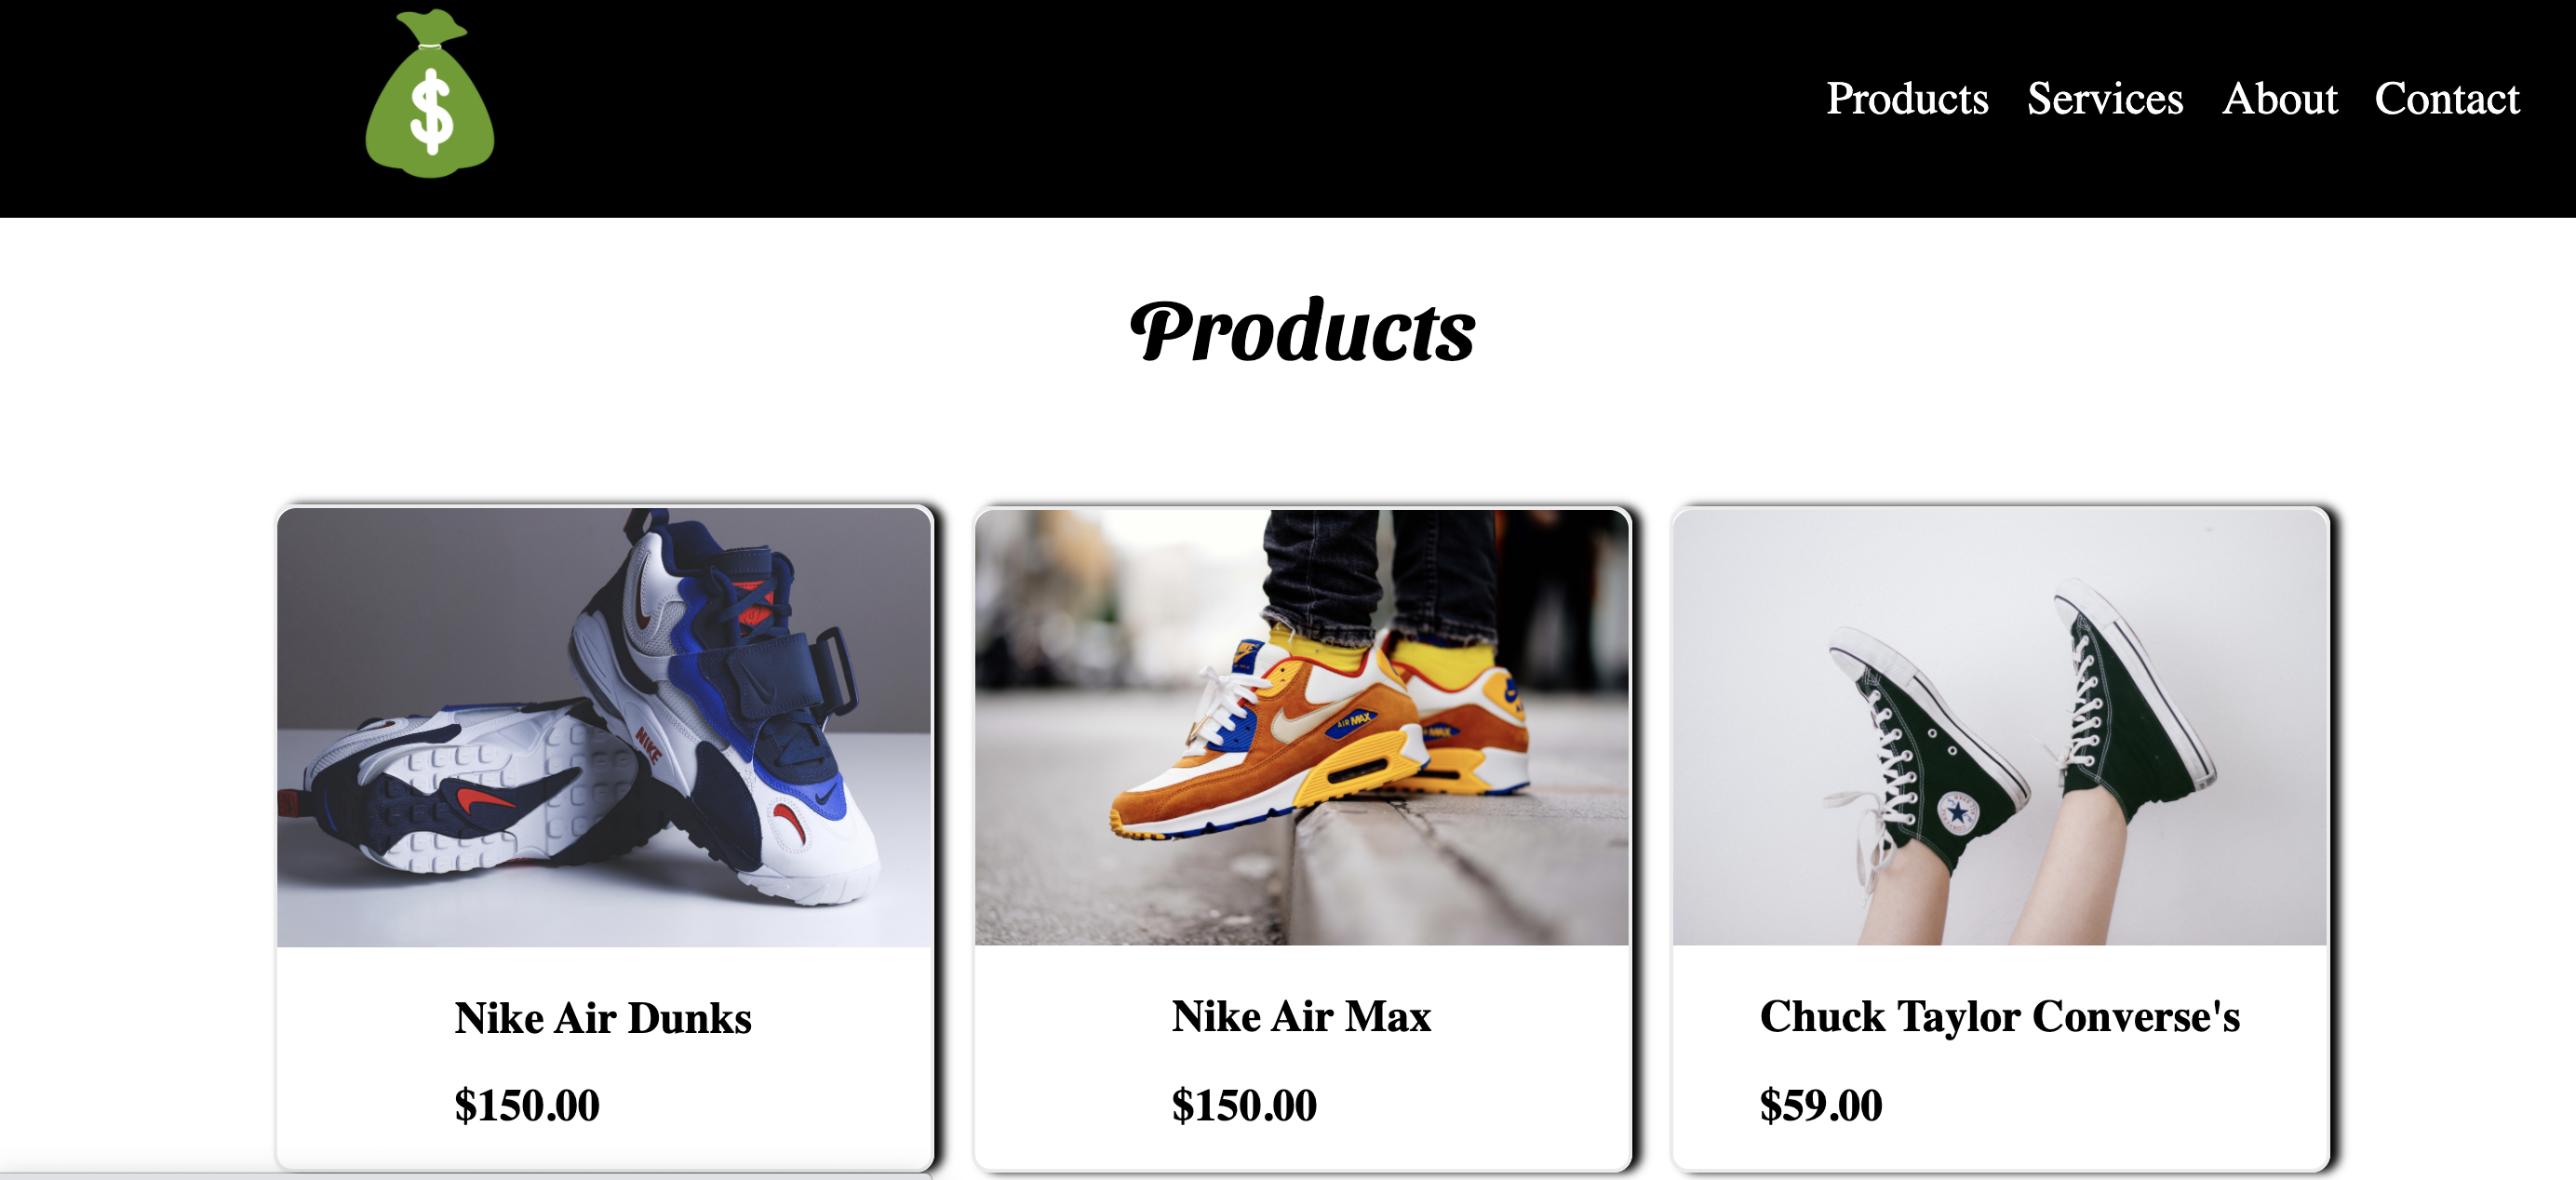 $
Products Services About Contact
Products
NIKE
AIR MAX
MAX
Nike Air Dunks
$150.00
Nike Air Max
$150.00
Chuck Taylor Converse's
$59.00